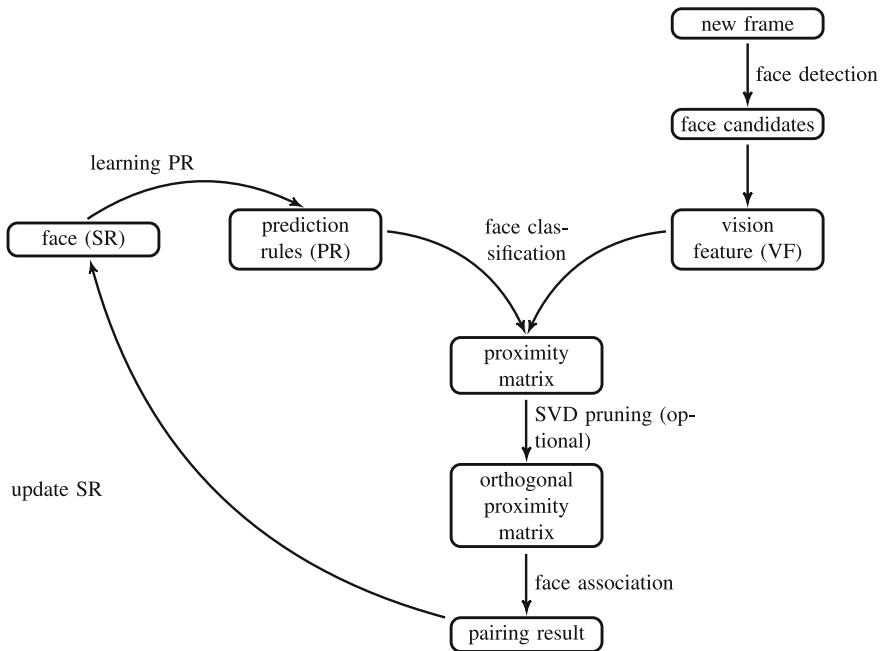 new frame
face detection
face candidates
learning PR
face (SR)
prediction
rules (PR)
face clas-
sification
vision
feature (VF)
proximity
matrix
SVD pruning (op-
tional)
orthogonal
proximity
matrix
update SR
face association
pairing result